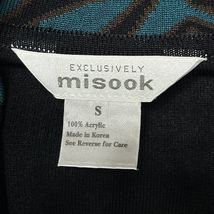 EXCLUSIVELY
misook
S
100% Acrylic
Made in Korea
See Reverse for Care